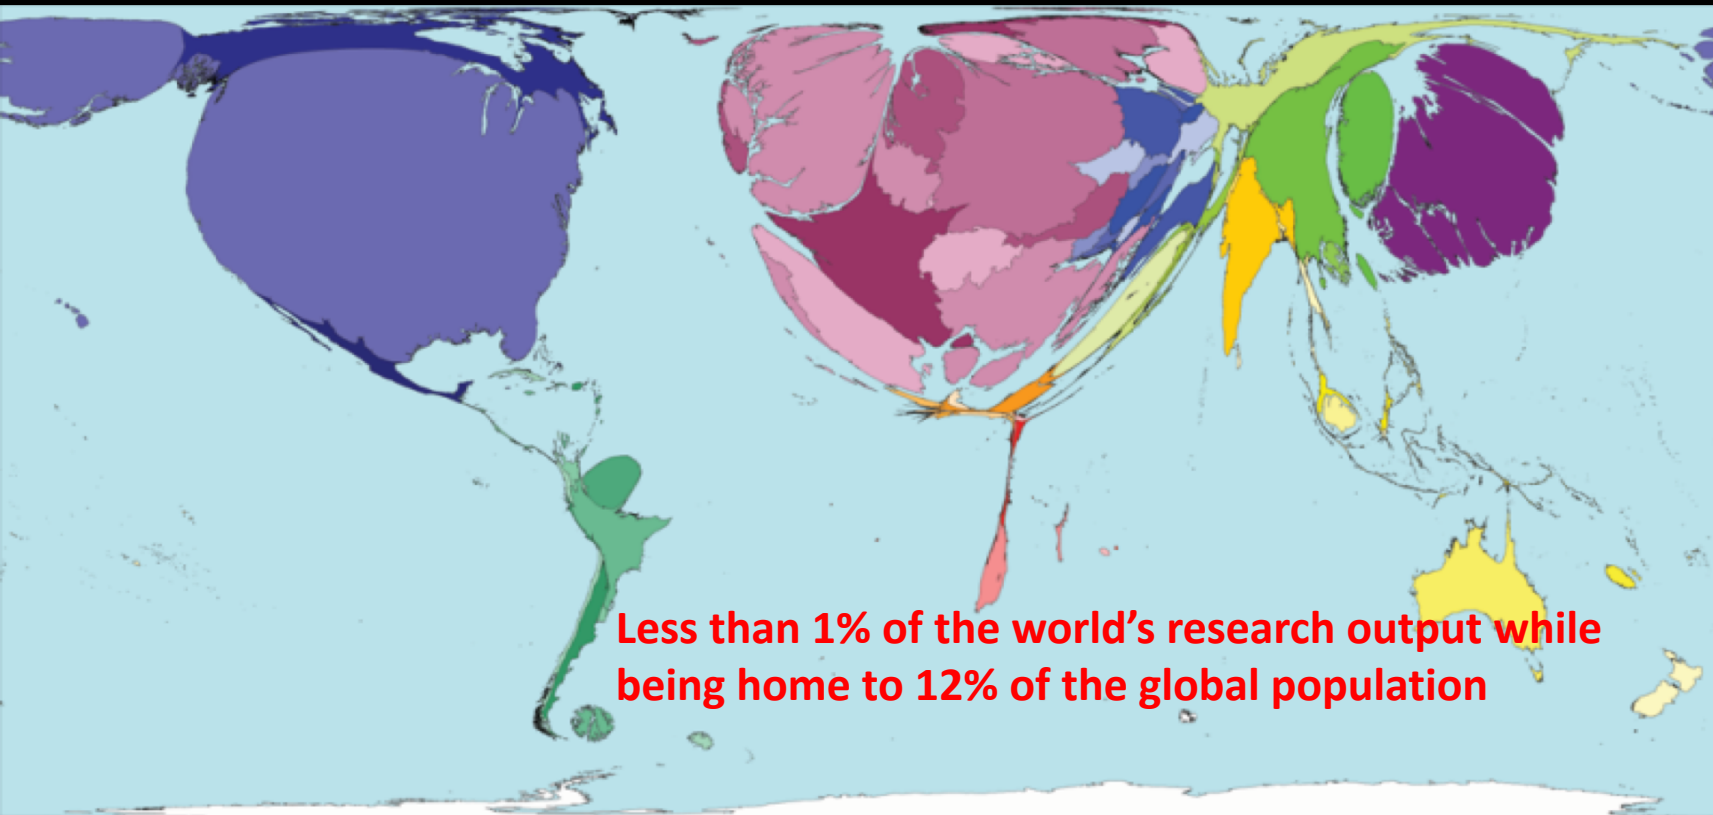 Less than 1% of the world’s research output while
being home to 12% of the global population